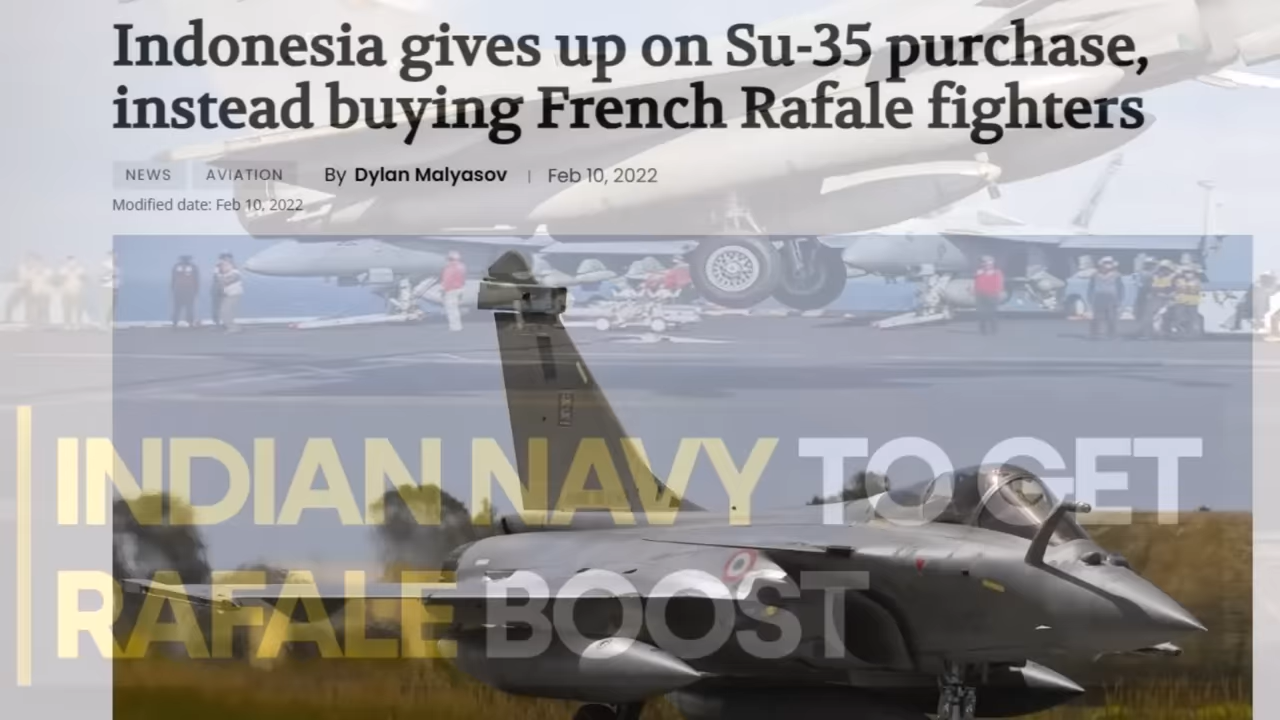 Indonesia gives up on Su-35 purchase,
instead buying French Rafale fighters
NEWS AVIATION By Dylan Malyasov | Feb 10, 2022
Modified date: Feb 10, 2022
INDIAN NAVY TO GET
RAFALE BOOST